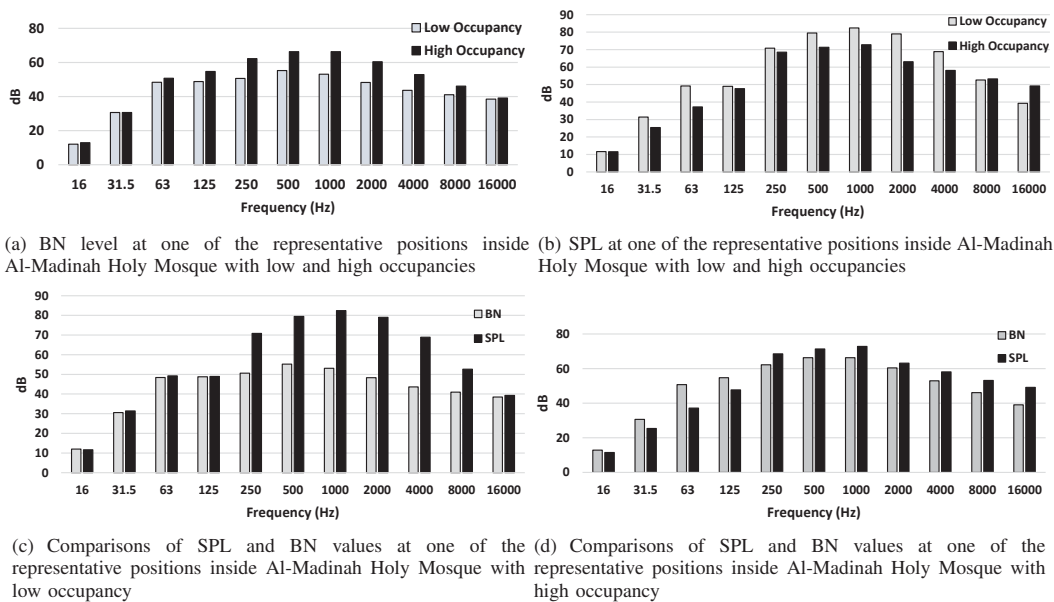 80
60
40
20
0
dB
Low Occupancy
High Occupancy
16 31.5 63 125 250 500 1000 2000 4000 8000 16000
Frequency (Hz)
(a) BN level at one of the representative positions inside
Al-Madinah Holy Mosque with low and high occupancies
90
80
70
60
50
40
30
20
10
0
dB
Low Occupancy
High Occupancy
16 31.5 63 125 250 500 1000 2000 4000 8000 16000
Frequency (Hz)
(b) SPL at one of the representative positions inside Al-Madinah
Holy Mosque with low and high occupancies
90
80
70
60
50
40
30
20
10
0
dB
BN
SPL
16 31.5 63 125 250 500 1000 2000 4000 8000 16000
Frequency (Hz)
(c) Comparisons of SPL and BN values at one of the
representative positions inside Al-Madinah Holy Mosque with
low occupancy
80
60
40
20
0
dB
BN
SPL
16 31.5 63 125 250 500 1000 2000 4000 8000 16000
Frequency (Hz)
(d) Comparisons of SPL and BN values at one of the
representative positions inside Al-Madinah Holy Mosque with
high occupancy